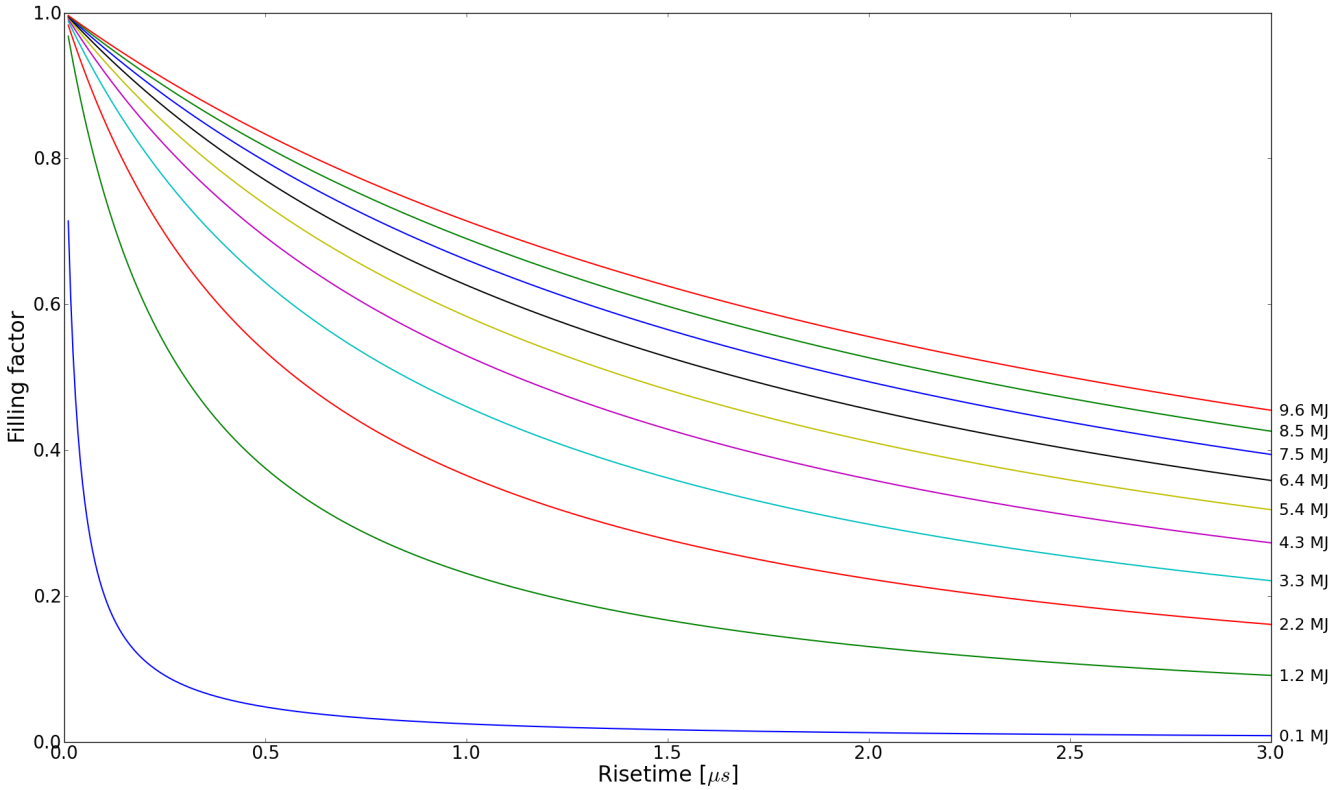 1.0
0.8
0.6
0.4
0.2
0.0
Filling factor
0.0 0.5 1.0 1.5 2.0 2.5 3.0
Risetime [μs]
9.6 MJ
8.5 MJ
7.5 MJ
6.4 MJ
5.4 MJ
4.3 MJ
3.3 MJ
2.2 MJ
1.2 MJ
0.1 MJ